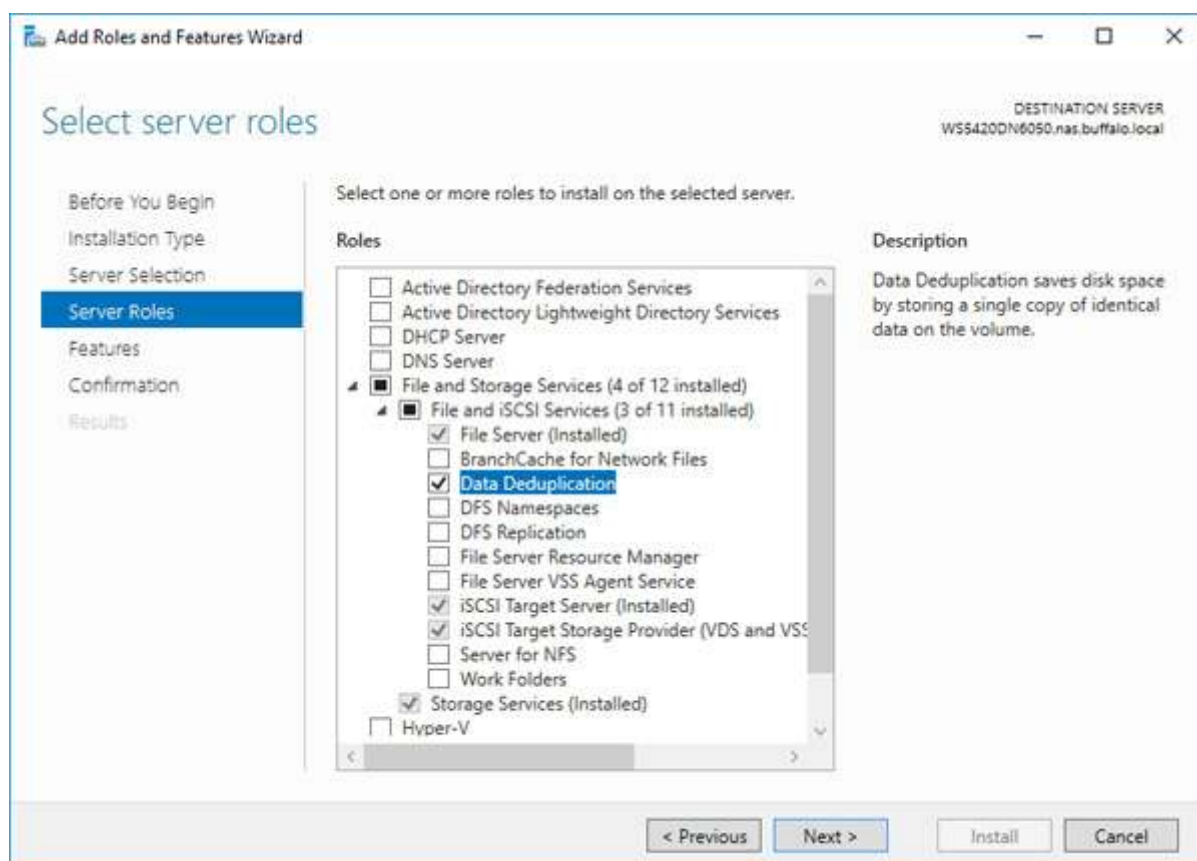 Add Roles and Features Wizard
Select server roles
DESTINATION SERVER
WS5420DN6050.nas.buffalo.local
Before You Begin
Installation Type
Server Selection
Server Roles
Features
Confirmation
Results
Select one or more roles to install on the selected server.
Roles
Active Directory Federation Services
Active Directory Lightweight Directory Services
DHCP Server
DNS Server
File and Storage Services (4 of 12 installed)
File and iSCSI Services (3 of 11 installed)
File Server (Installed)
BranchCache for Network Files
Data Deduplication
DFS Namespaces
DFS Replication
File Server Resource Manager
File Server VSS Agent Service
iSCSI Target Server (Installed)
iSCSI Target Storage Provider (VDS and VSS
Server for NFS
Work Folders
Storage Services (Installed)
Hyper-V
Description
Data Deduplication saves disk space
by storing a single copy of identical
data on the volume.
< Previous
Next >
Install
Cancel